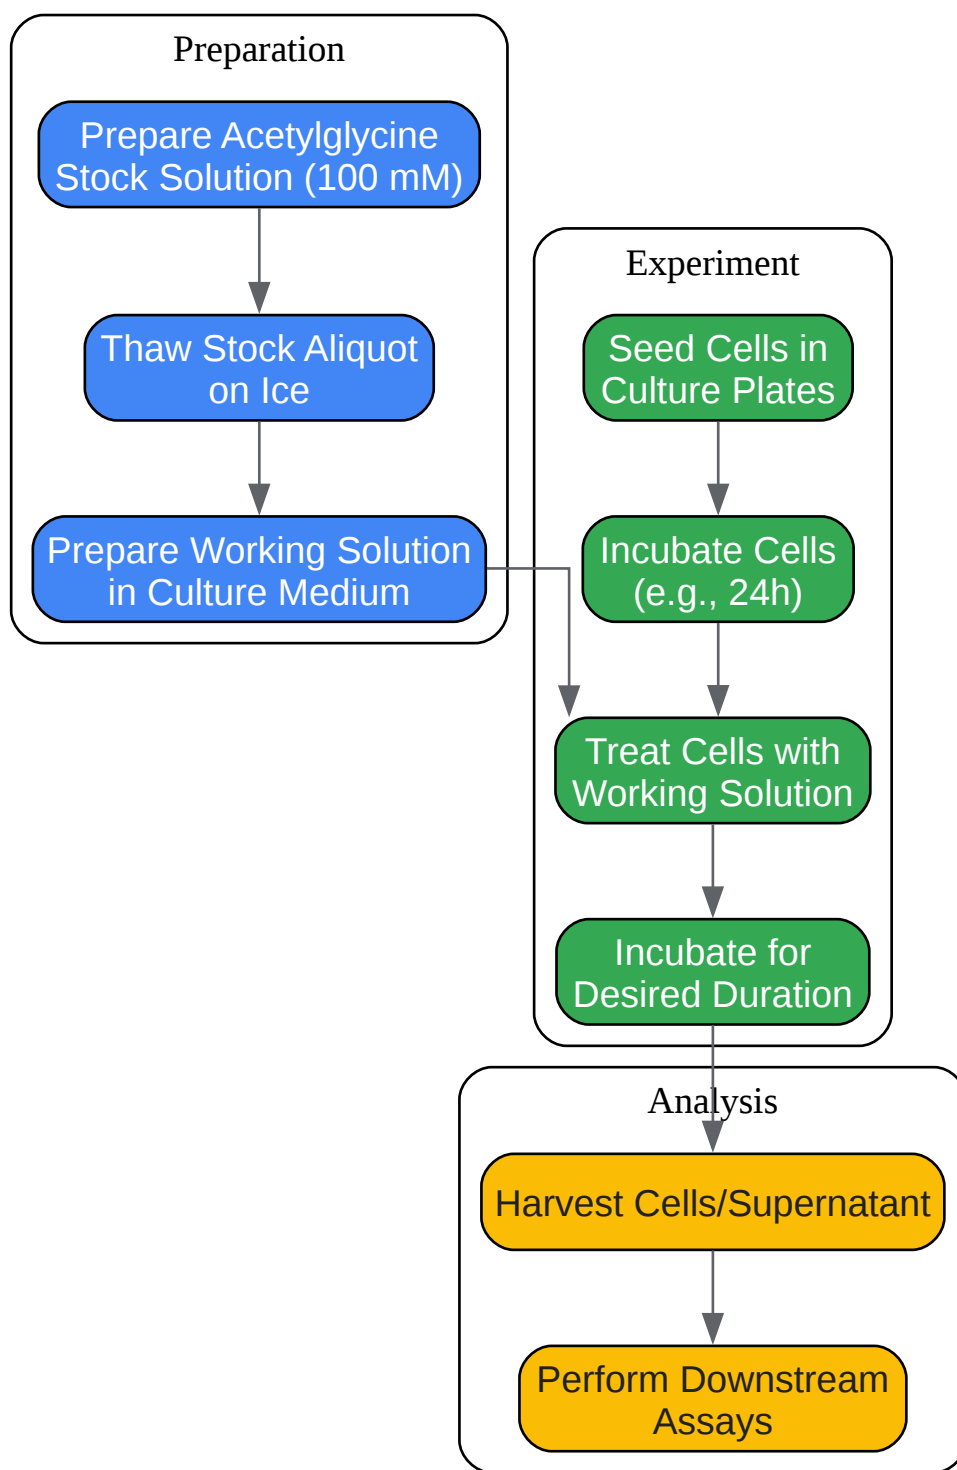 Preparation
Prepare Acetylglycine
Stock Solution (100 mM)
Thaw Stock Aliquot
on Ice
Prepare Working Solution
in Culture Medium
Experiment
Seed Cells in
Culture Plates
Incubate Cells
(e.g., 24h)
Treat Cells with
Working Solution
Incubate for
Desired Duration
Analysis
Harvest Cells/Supernatant
Perform Downstream
Assays